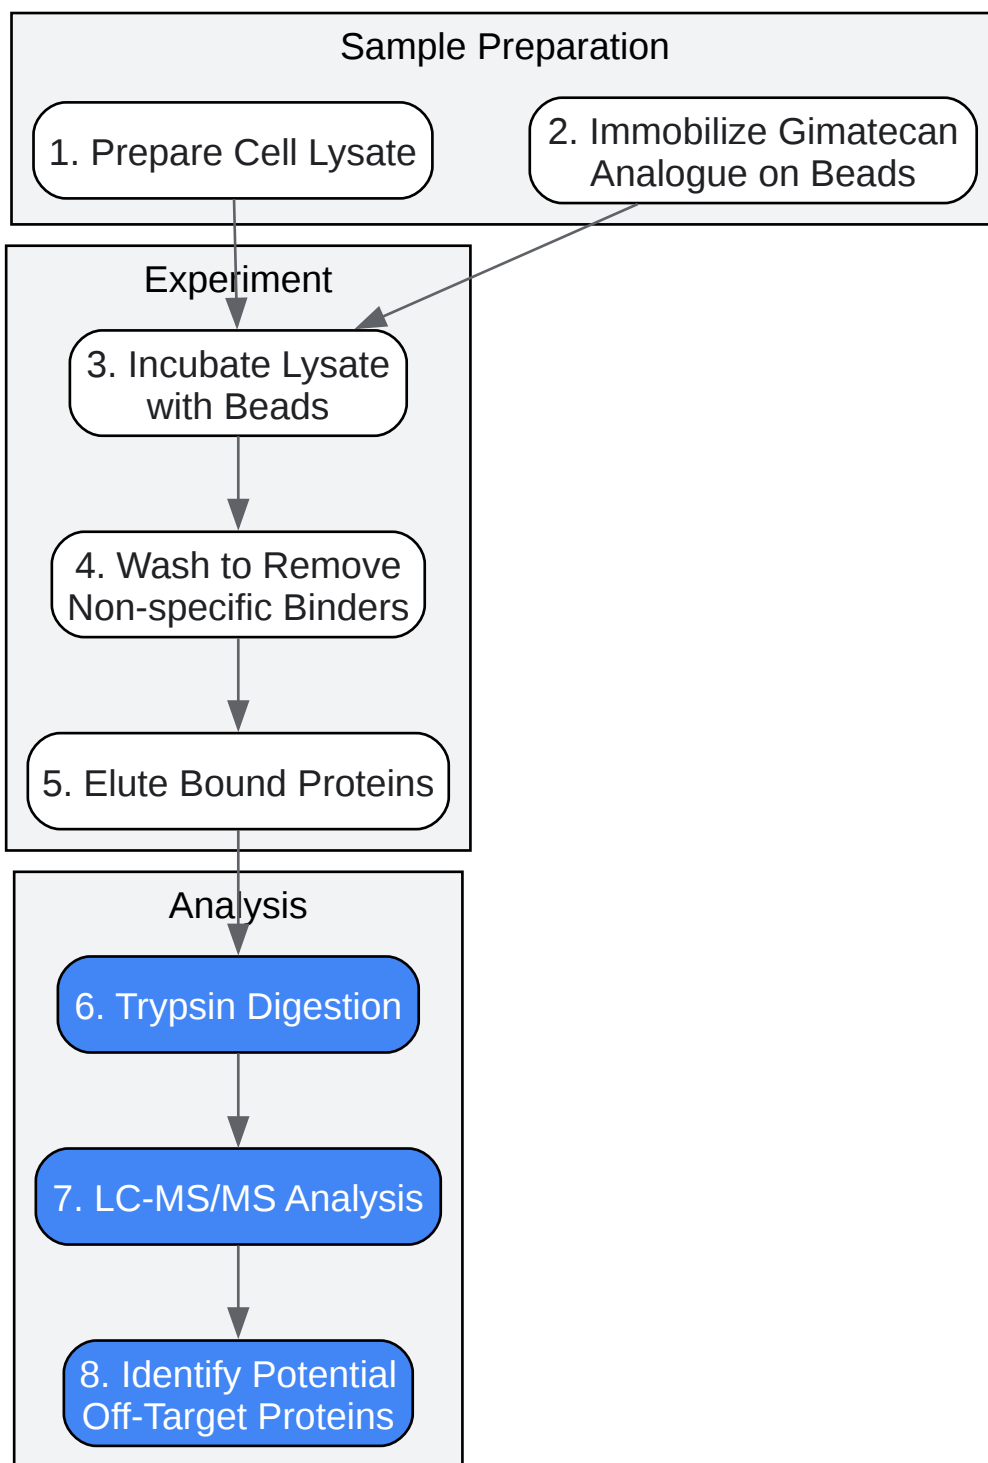 Sample Preparation
1. Prepare Cell Lysate
2. Immobilize Gimatecan
Analogue on Beads
Experiment
3. Incubate Lysate
with Beads
4. Wash to Remove
Non-specific Binders
5. Elute Bound Proteins
Analysis
6. Trypsin Digestion
7. LC-MS/MS Analysis
8. Identify Potential
Off-Target Proteins